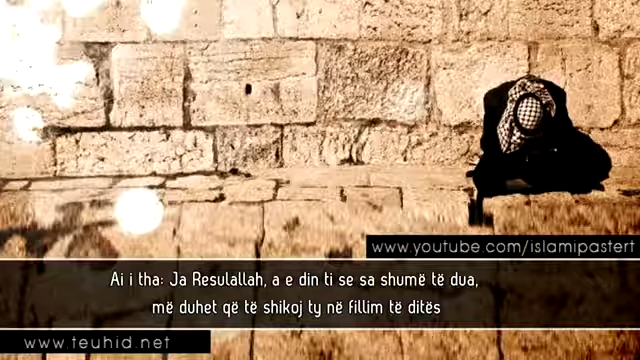 www.youtube.com/islamipastert
Ai i tha: Ja Resulallah, a e din ti se sa shumë të dua,
më duhet që të shikoj ty në fillim të ditës
www.teuhid.net